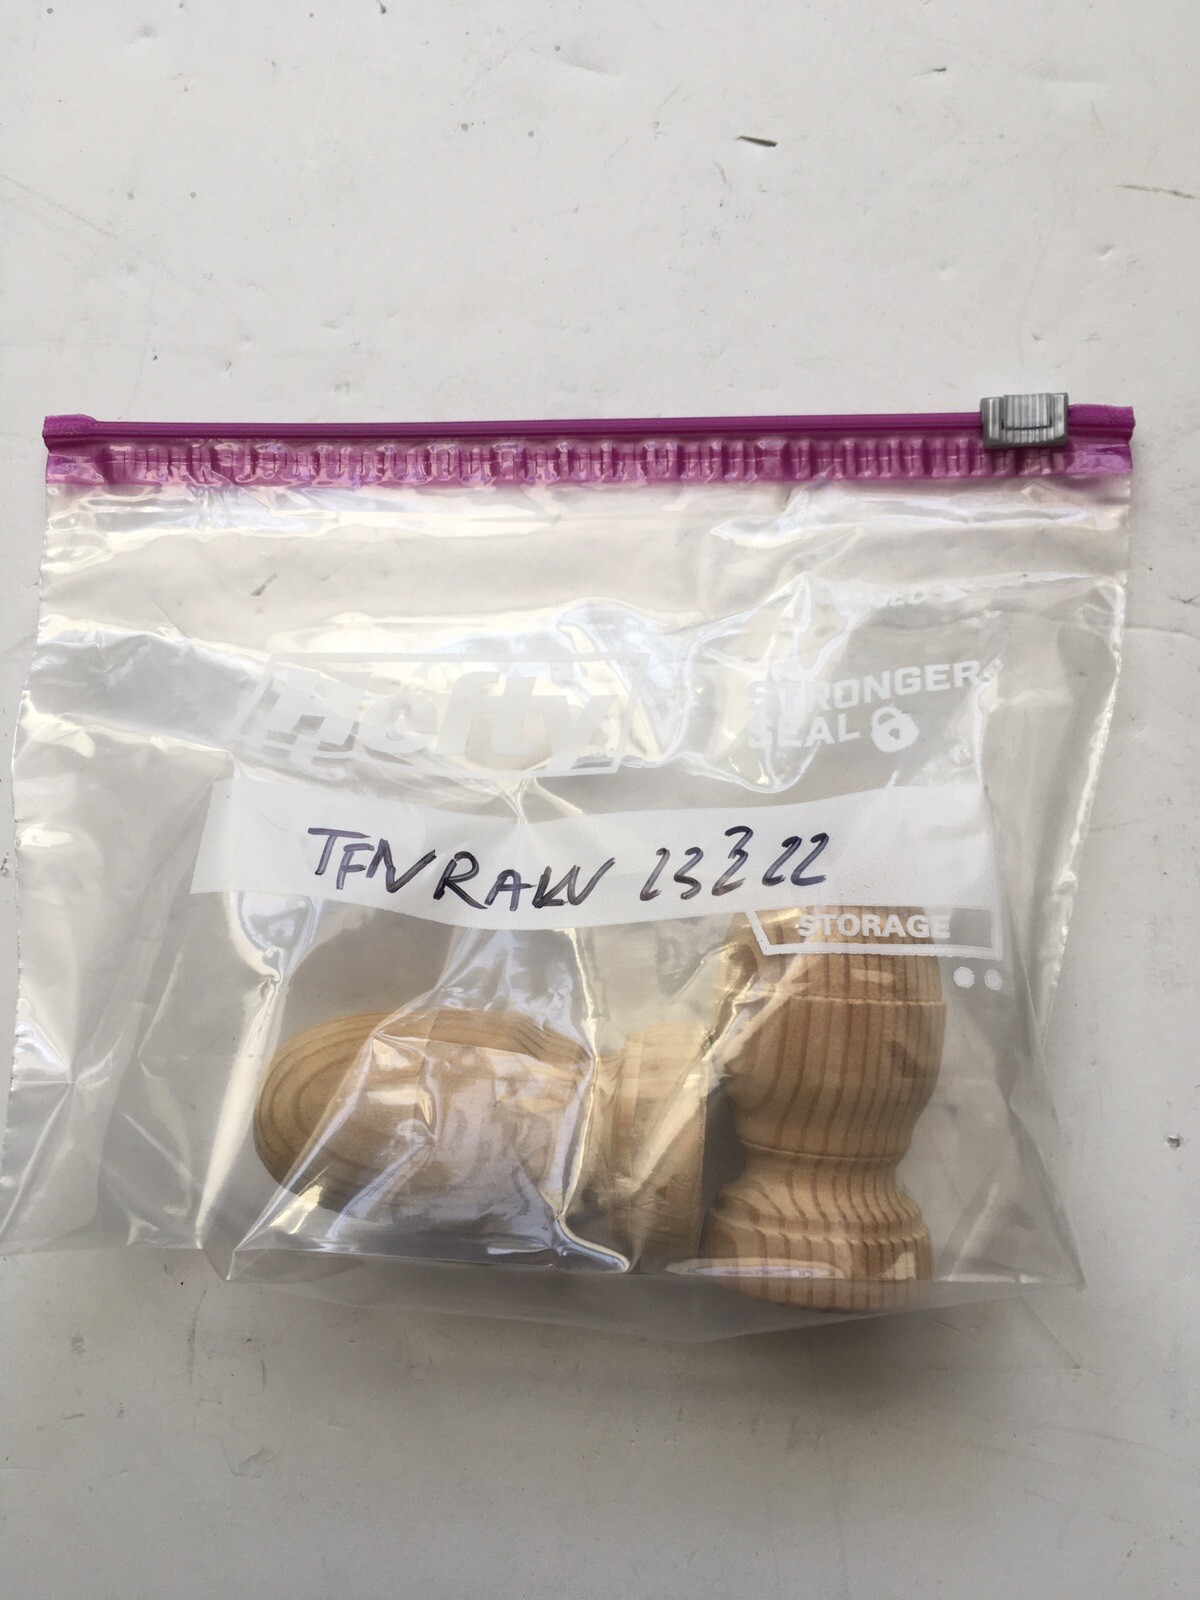 Hefty
STRONGER
SEAL
TFNRAW 23322
STORAGE